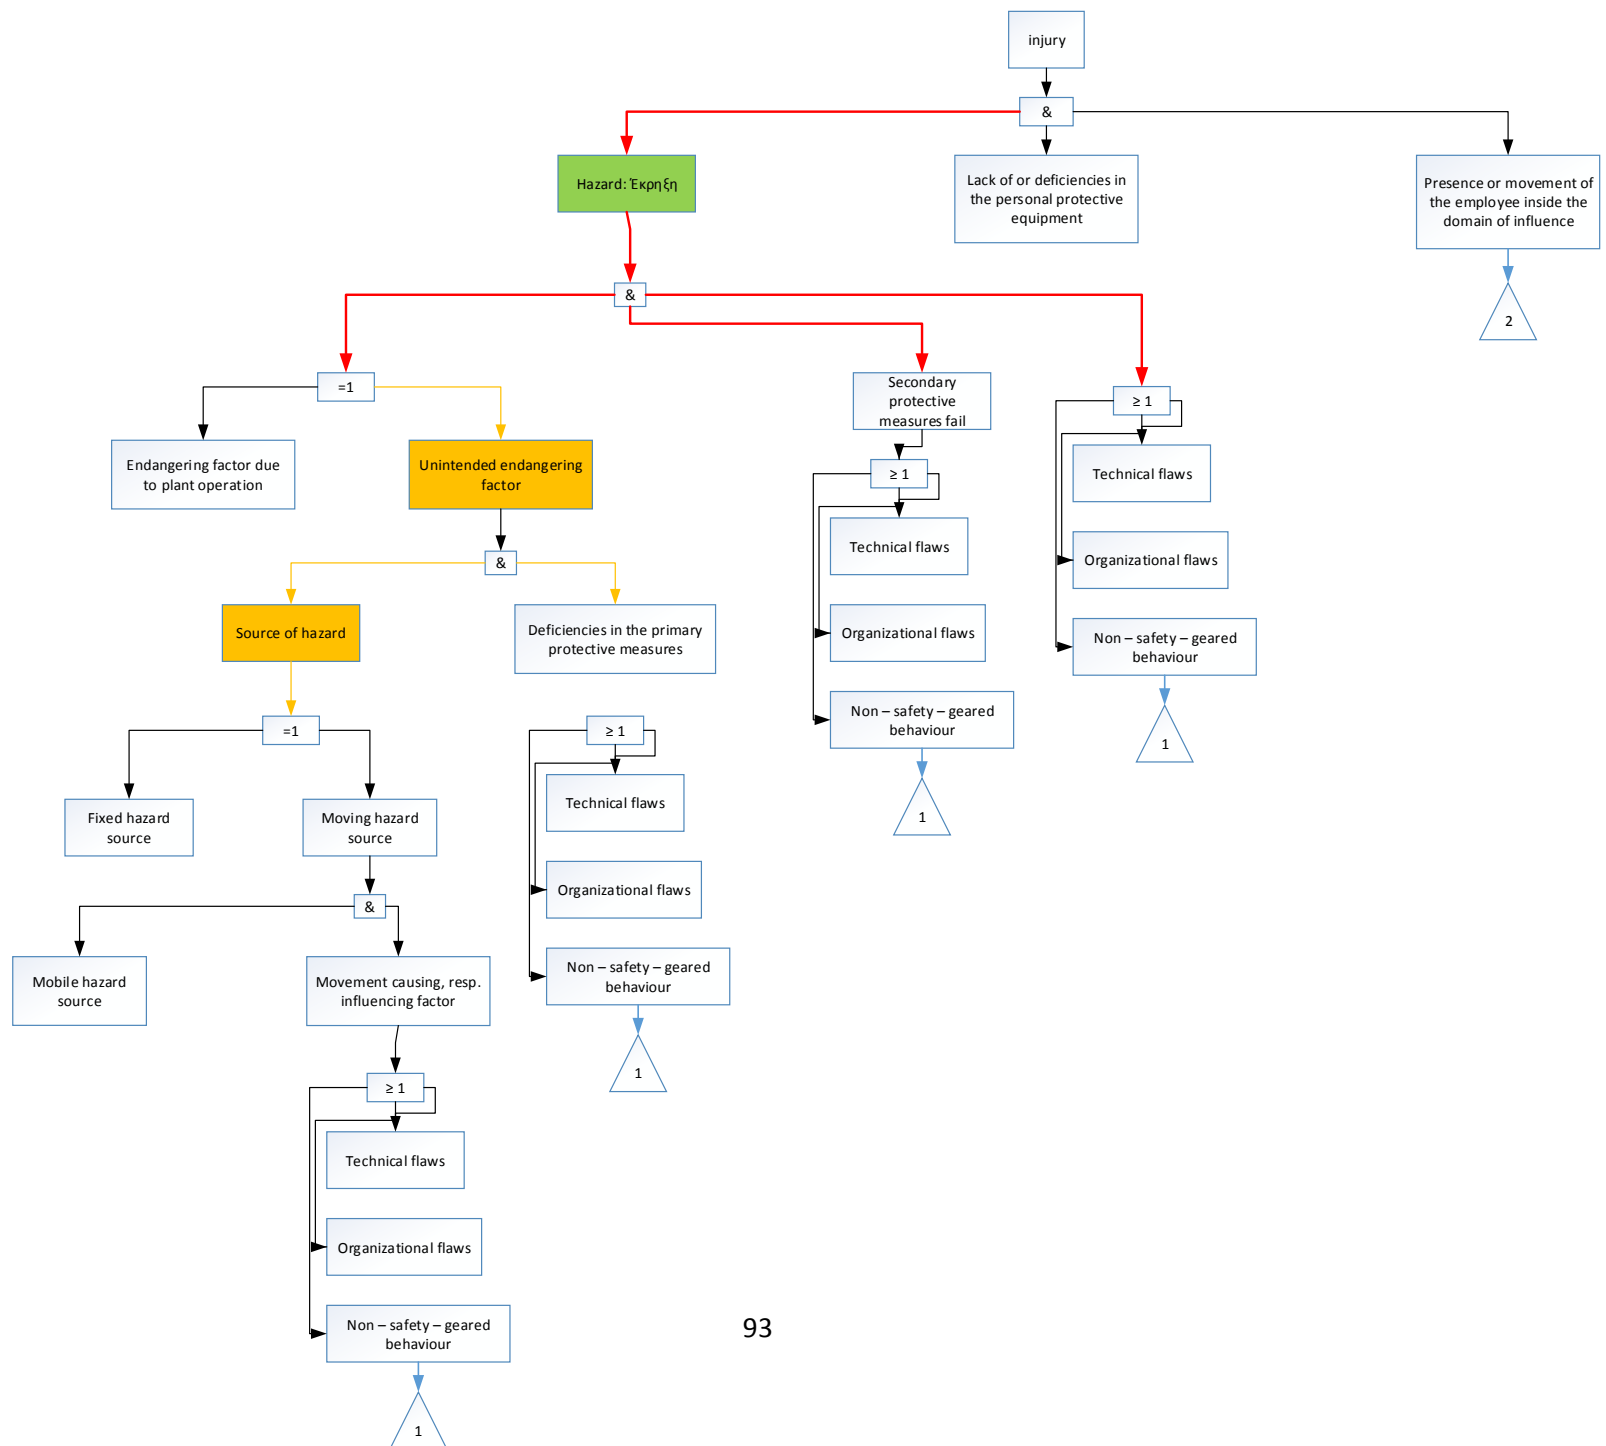 injury
&
Hazard: Έκρηξη
Lack of or deficiencies in
the personal protective
equipment
Presence or movement of
the employee inside the
domain of influence
2
&
=1
Secondary
protective
measures fail
≥ 1
Endangering factor due
to plant operation
Unintended endangering
factor
≥ 1
Technical flaws
Technical flaws
Organizational flaws
&
Source of hazard
Deficiencies in the primary
protective measures
Organizational flaws
Non – safety – geared
behaviour
1
Non – safety – geared
behaviour
1
=1
≥ 1
Fixed hazard
source
Moving hazard
source
Technical flaws
Organizational flaws
&
Mobile hazard
source
Movement causing, resp.
influencing factor
Non – safety – geared
behaviour
1
≥ 1
Technical flaws
Organizational flaws
Non – safety – geared
behaviour
1
93